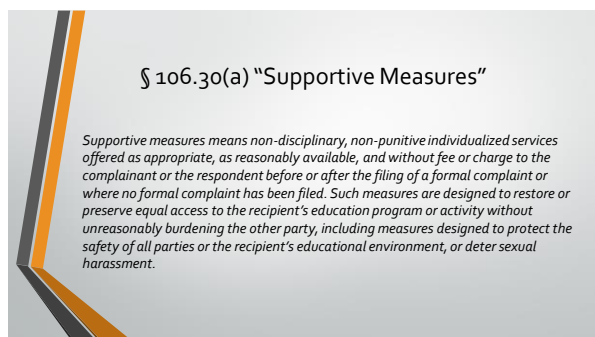 § 106.30(a) “Supportive Measures”
Supportive measures means non-disciplinary, non-punitive individualized services
offered as appropriate, as reasonably available, and without fee or charge to the
complainant or the respondent before or after the filing of a formal complaint or
where no formal complaint has been filed. Such measures are designed to restore or
preserve equal access to the recipient’s education program or activity without
unreasonably burdening the other party, including measures designed to protect the
safety of all parties or the recipient’s educational environment, or deter sexual
harassment.